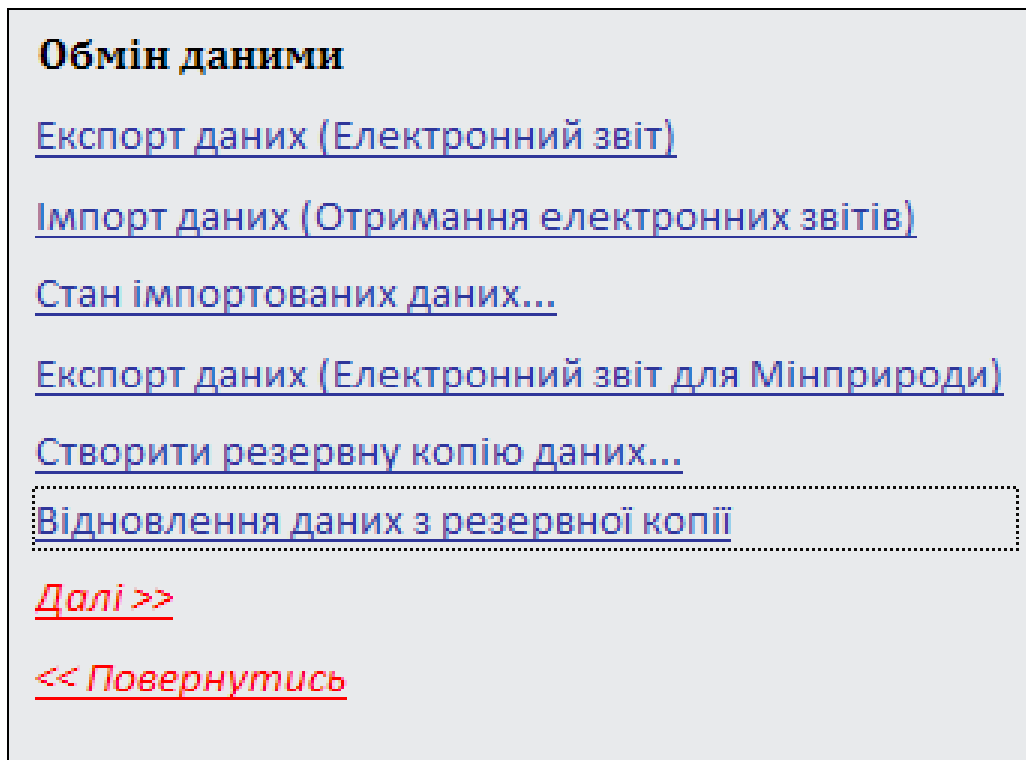 Обмін даними
Експорт даних (Електронний звіт)
Імпорт даних (Отримання електронних звітів)
Стан імпортованих даних...
Експорт даних (Електронний звіт для Мінприроди)
Створити резервну копію даних...
Відновлення даних з резервної копії
Далі >>
<< Повернутись